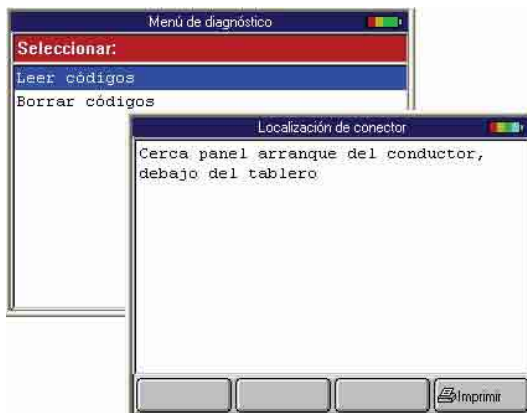 Menú de diagnóstico
Seleccionar:
Leer códigos
Borrar códigos
Localización de conector
Cerca panel arranque del conductor,
debajo del tablero
Imprimir